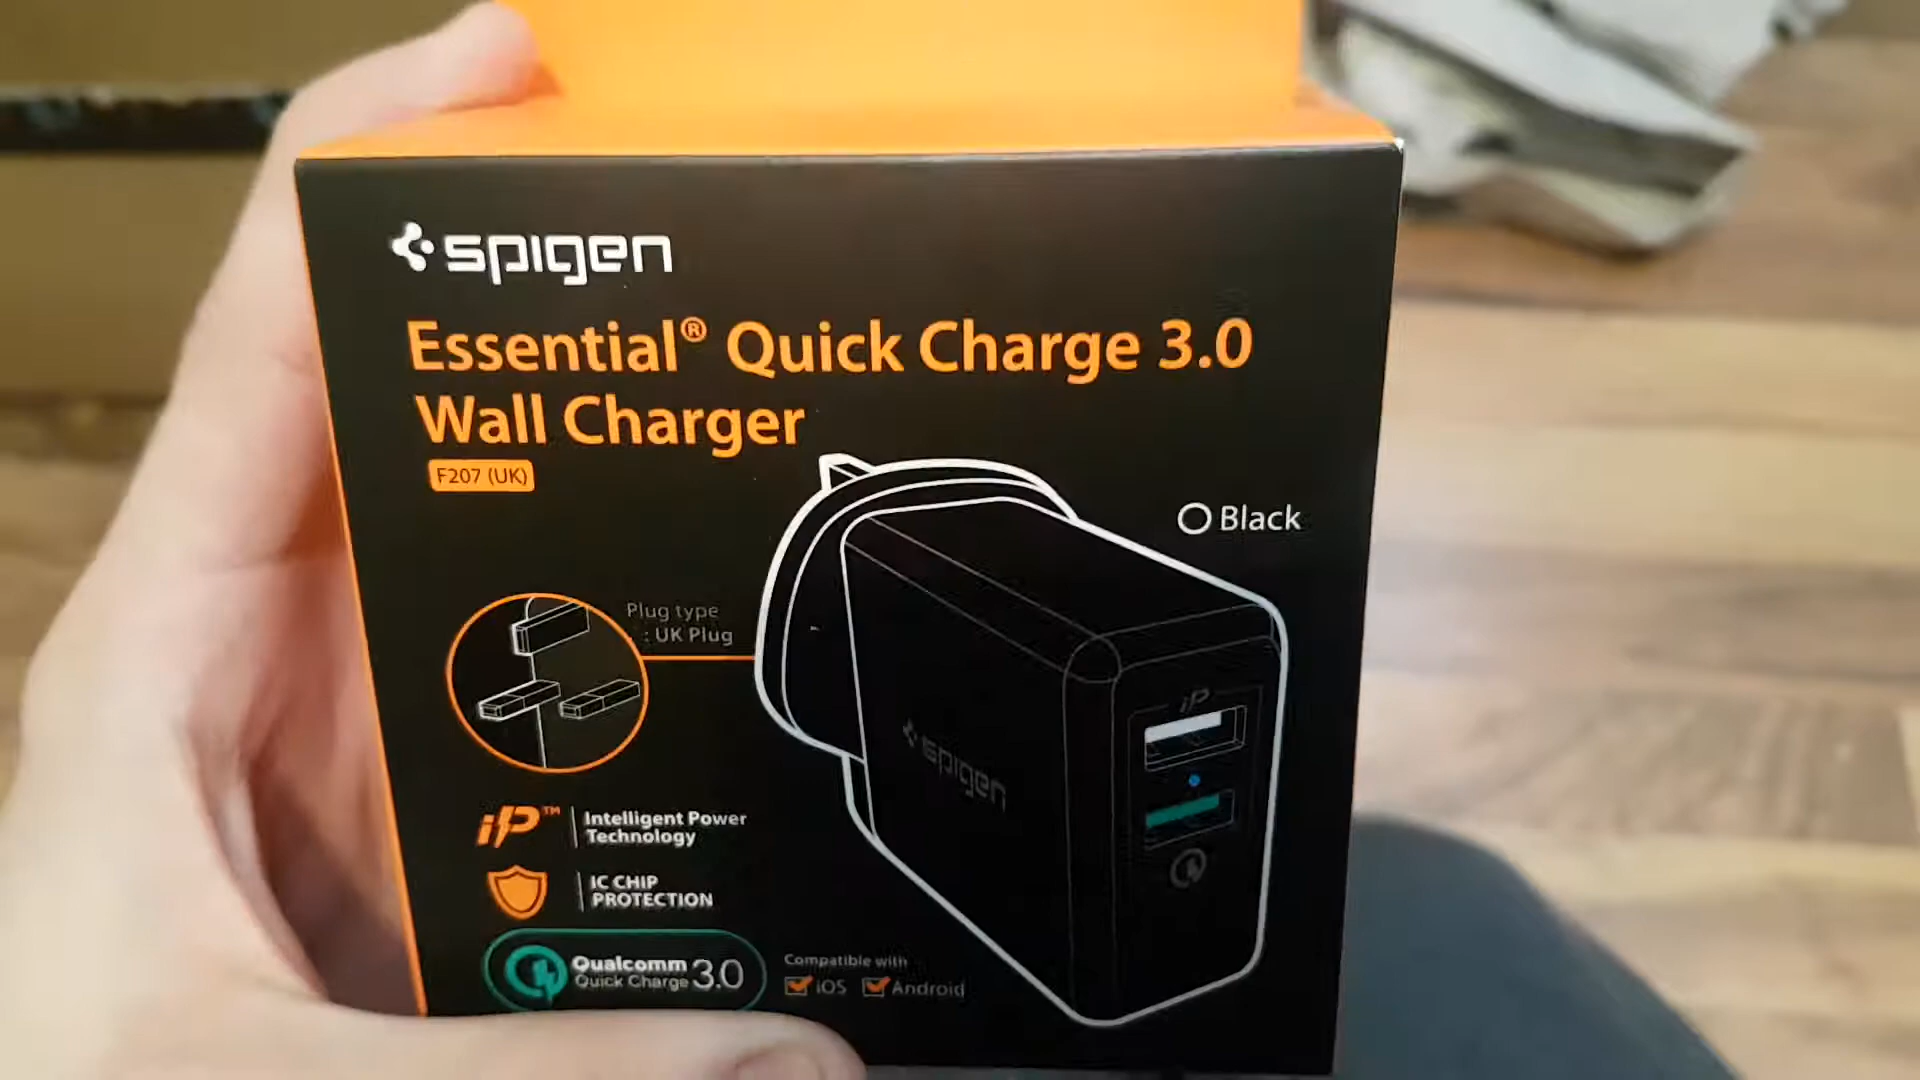 spigen
Essential® Quick Charge 3.0
Wall Charger
F207 (UK)
Black
Plug type
: UK Plug
iP
spigen
iP™
Intelligent Power
Technology
IC CHIP
PROTECTION
Qualcomm
Quick Charge 3.0
Compatible with
iOS Android